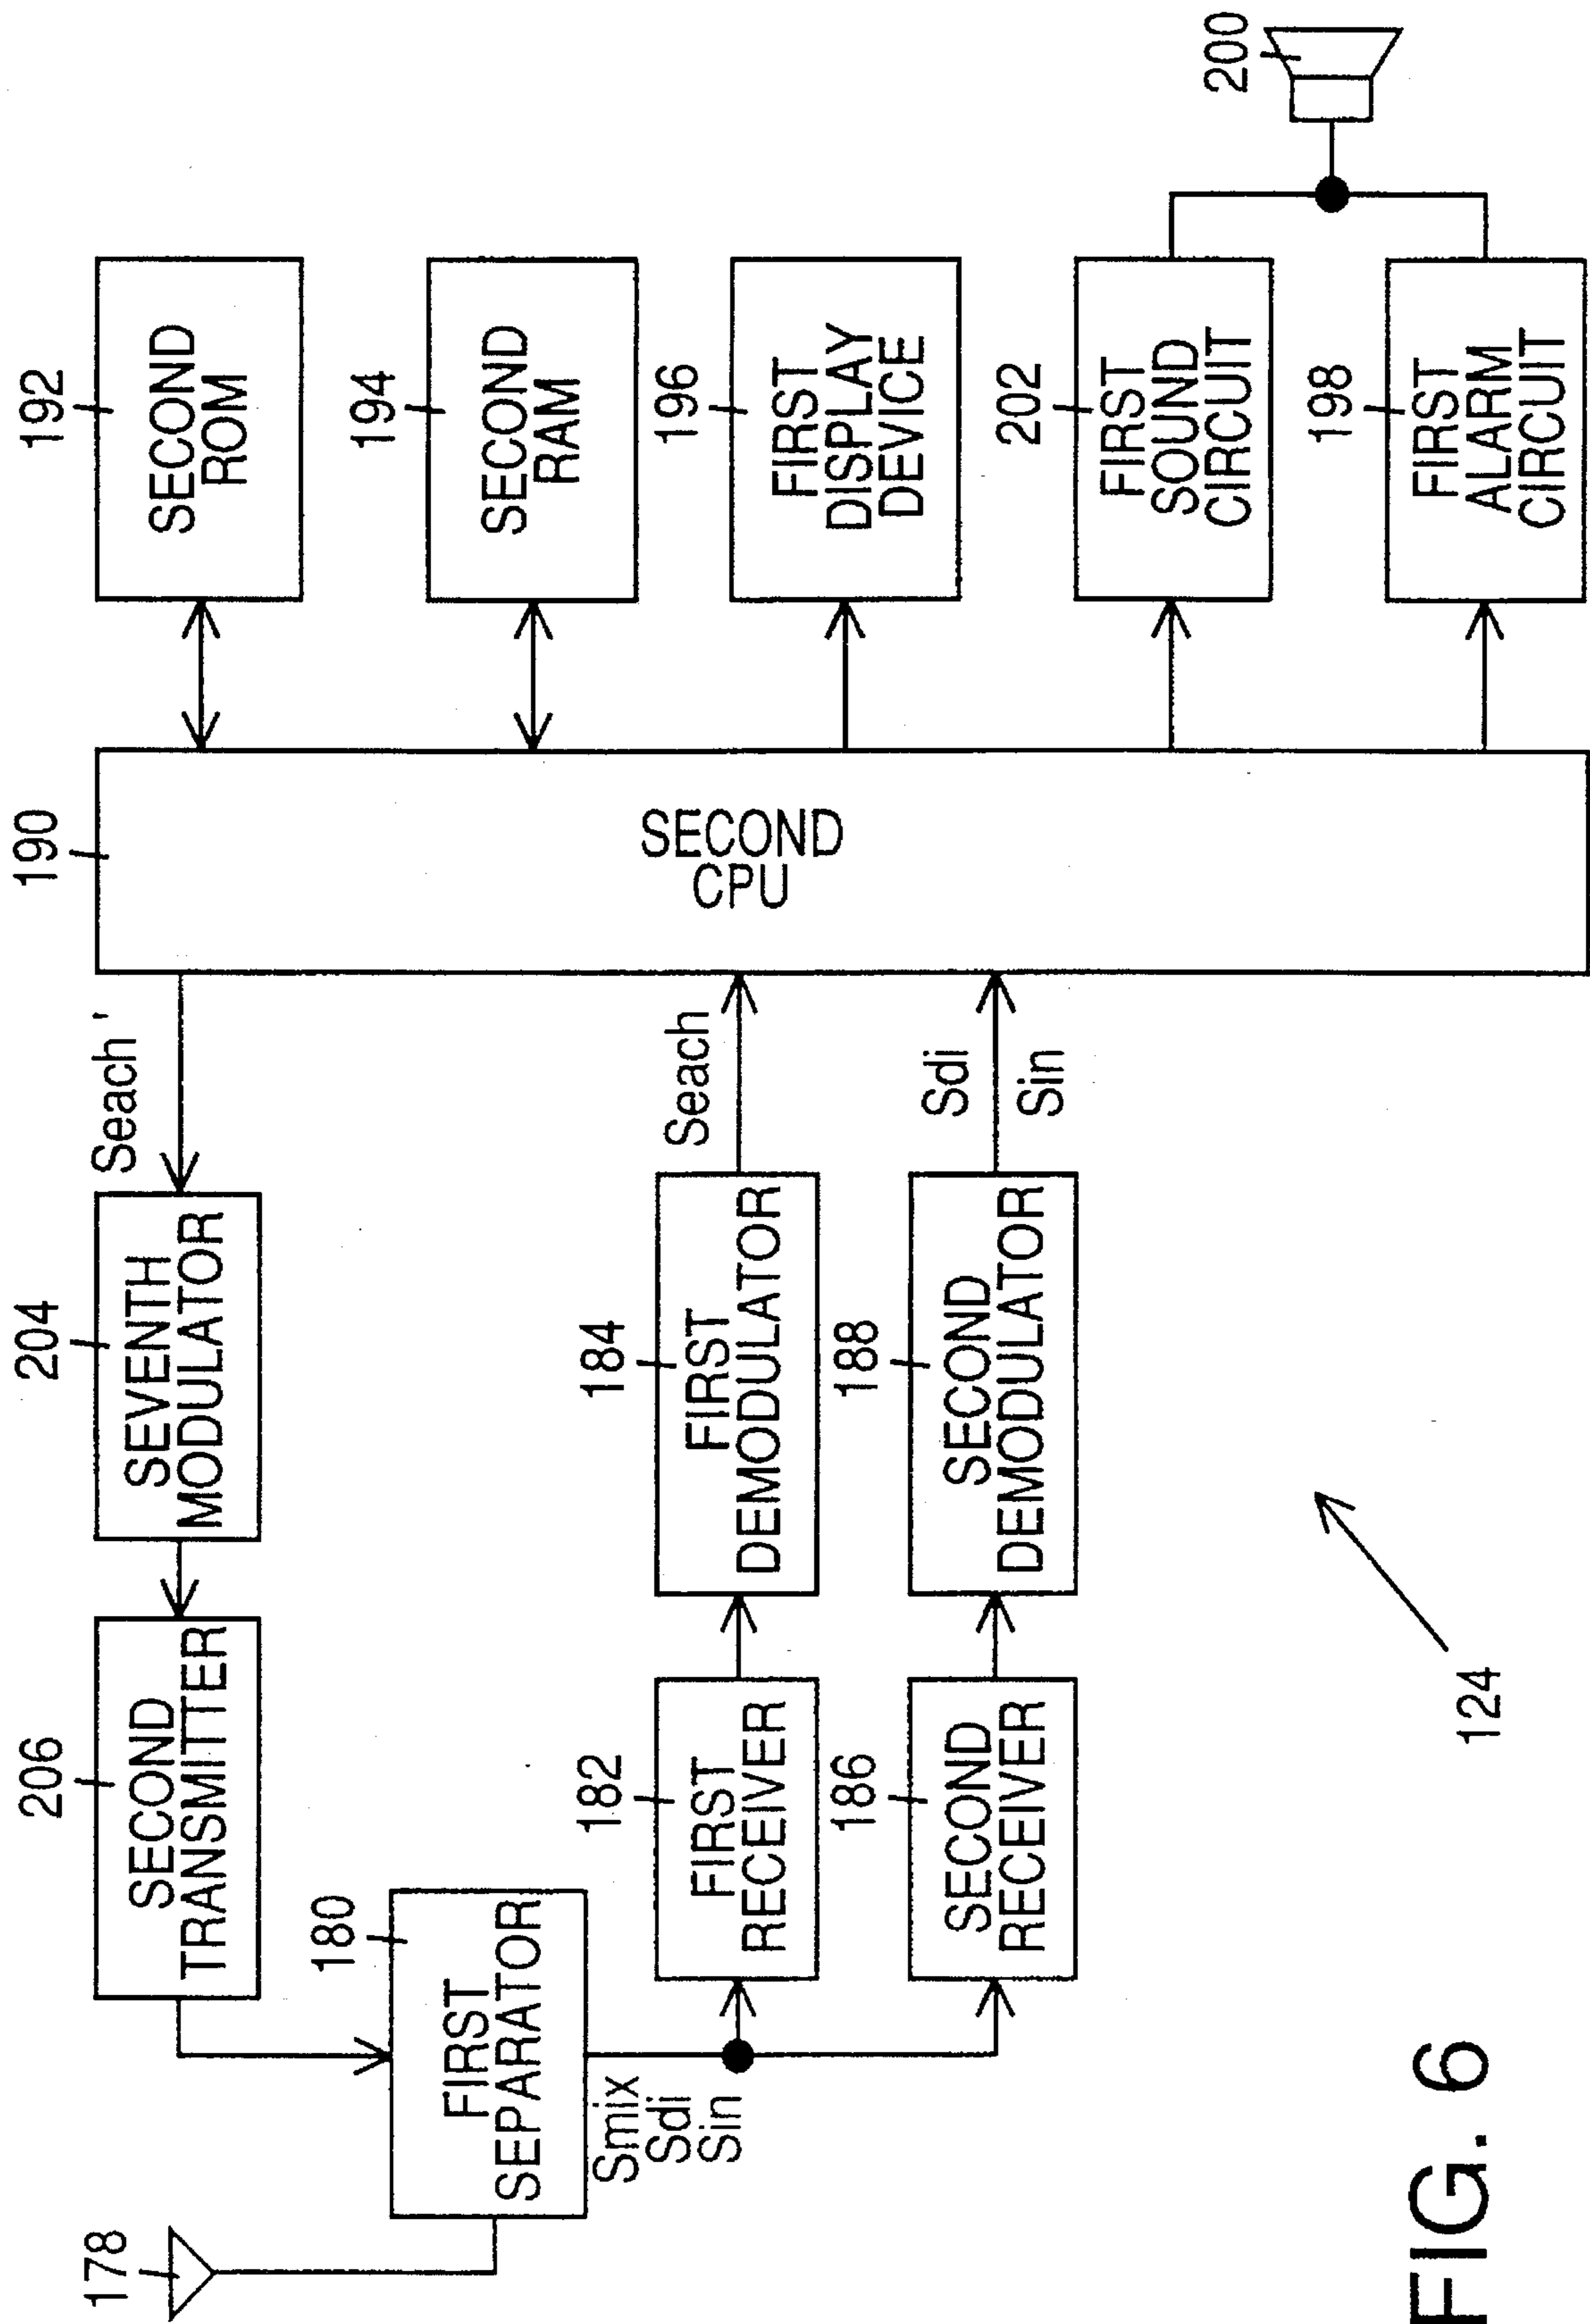 178
206
SECOND
TRANSMITTER
204
SEVENTH
MODULATOR
Seach'
190
SECOND
CPU
192
SECOND
ROM
194
SECOND
RAM
196
FIRST
DISPLAY
DEVICE
202
FIRST
SOUND
CIRCUIT
198
FIRST
ALARM
CIRCUIT
200
180
FIRST
SEPARATOR
Smix
Sdi
Sin
182
FIRST
RECEIVER
184
FIRST
DEMODULATOR
Seach
186
SECOND
RECEIVER
188
SECOND
DEMODULATOR
Sdi
Sin
124
FIG. 6